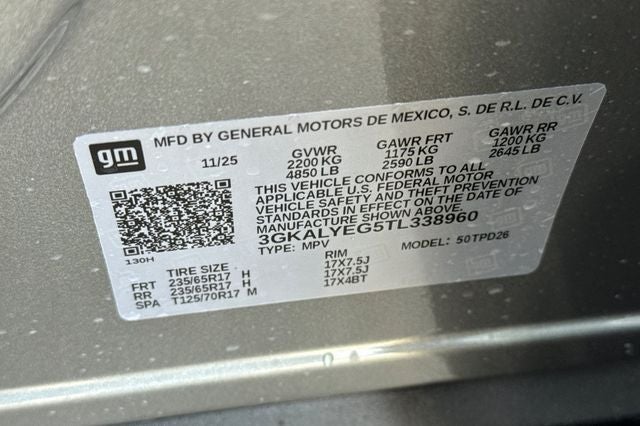 gm
MFD BY GENERAL MOTORS DE MEXICO, S. DE R.L. DE C.V.
11/25 GVWR GAWR FRT GAWR RR
2200 KG 1175 KG 1200 KG
4850 LB 2590 LB 2645 LB
THIS VEHICLE CONFORMS TO ALL
APPLICABLE U.S. FEDERAL MOTOR
VEHICLE SAFETY AND THEFT PREVENTION
STANDARDS IN EFFECT ON THE DATE OF
MANUFACTURE SHOWN ABOVE.
3GKALYEG5TL338960
TYPE: MPV MODEL: 50TPD26
130H
TIRE SIZE RIM
FRT 235/65R17 H 17X7.5J
RR 235/65R17 H 17X7.5J
SPA T125/70R17 M 17X4BT